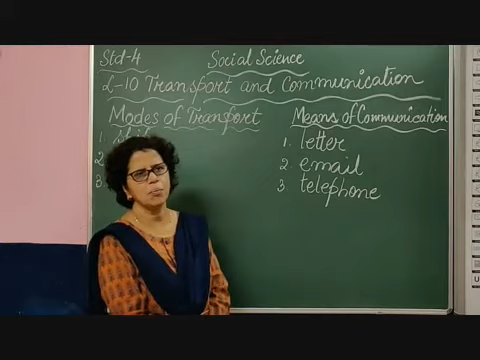 Std-4
Social Science
L-10 Transport and Communication
Modes of Transport
Means of Communication
1.
2
3.
1. letter
2. email
3. telephone